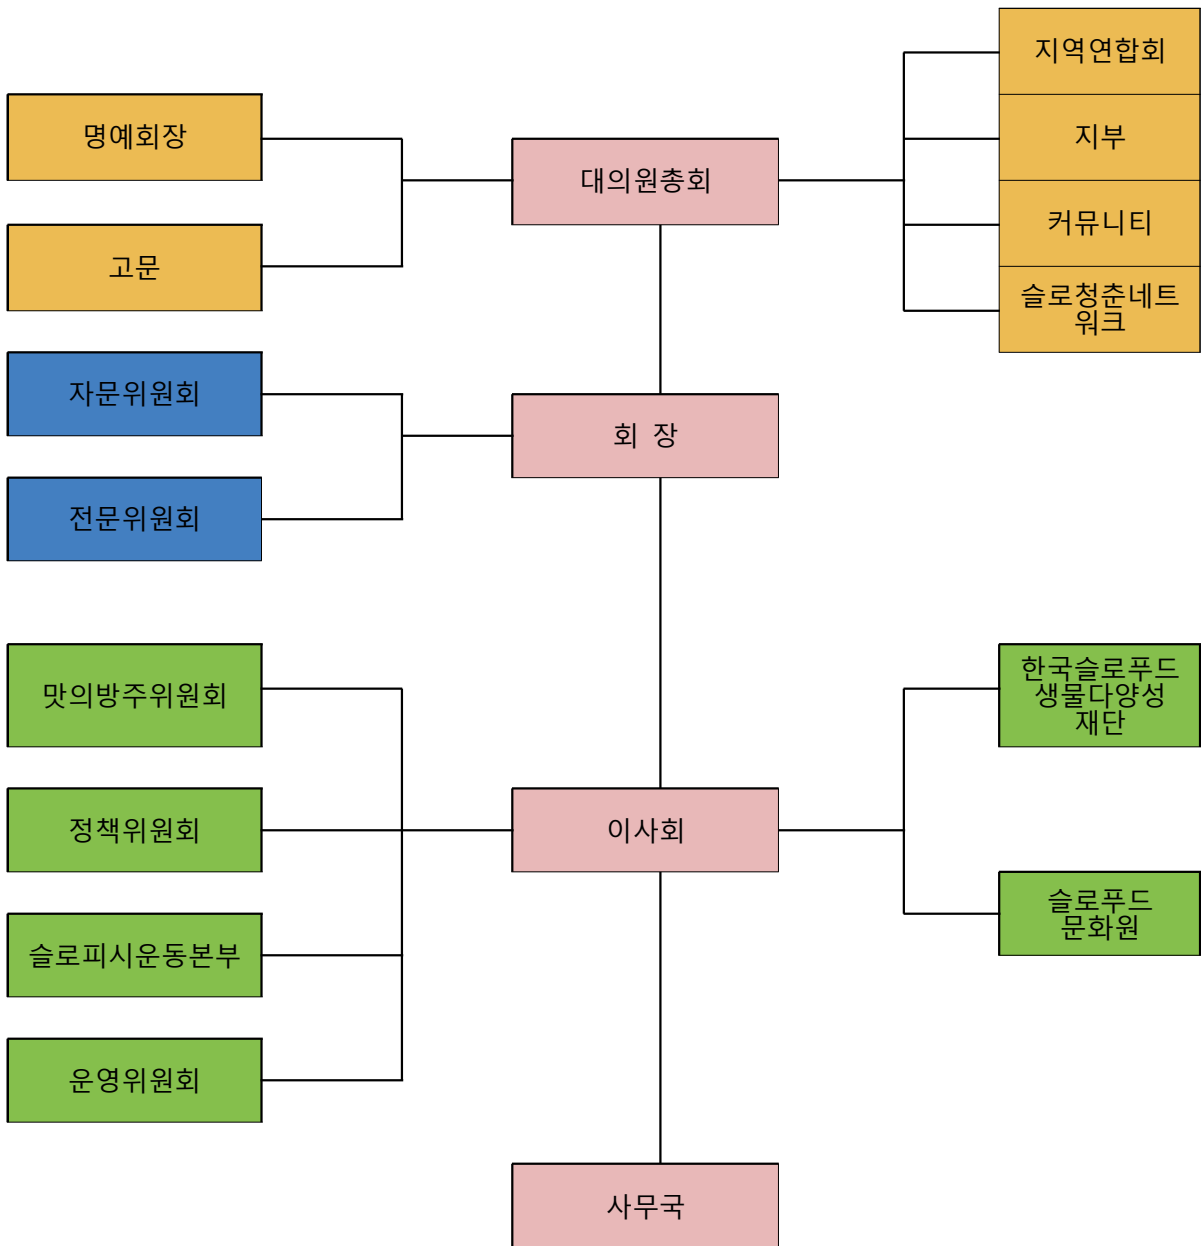 지역연합회
명예회장
지부
대의원총회
커뮤니티
고문
슬로청춘네트
워크
자문위원회
회 장
전문위원회
맛의방주위원회
한국슬로푸드
생물다양성
재단
정책위원회
이사회
슬로푸드
문화원
슬로피시운동본부
운영위원회
사무국